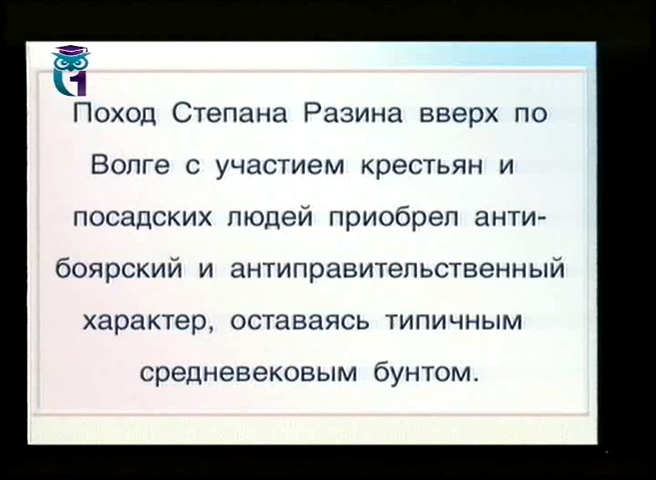 1
Поход Степана Разина вверх по
Волге с участием крестьян и
посадских людей приобрел анти-
боярский и антиправительственный
характер, оставаясь типичным
средневековым бунтом.